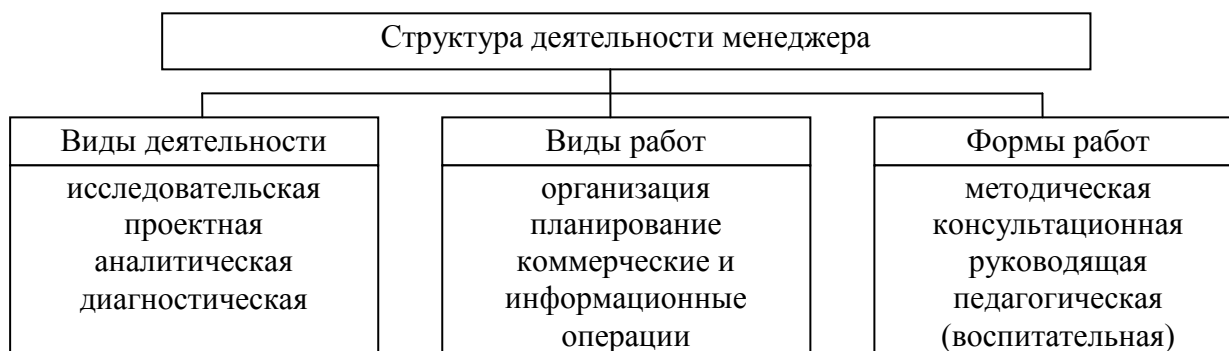 Структура деятельности менеджера
Виды деятельности
исследовательская
проектная
аналитическая
диагностическая
Виды работ
организация
планирование
коммерческие и
информационные
операции
Формы работ
методическая
консультационная
руководящая
педагогическая
(воспитательная)